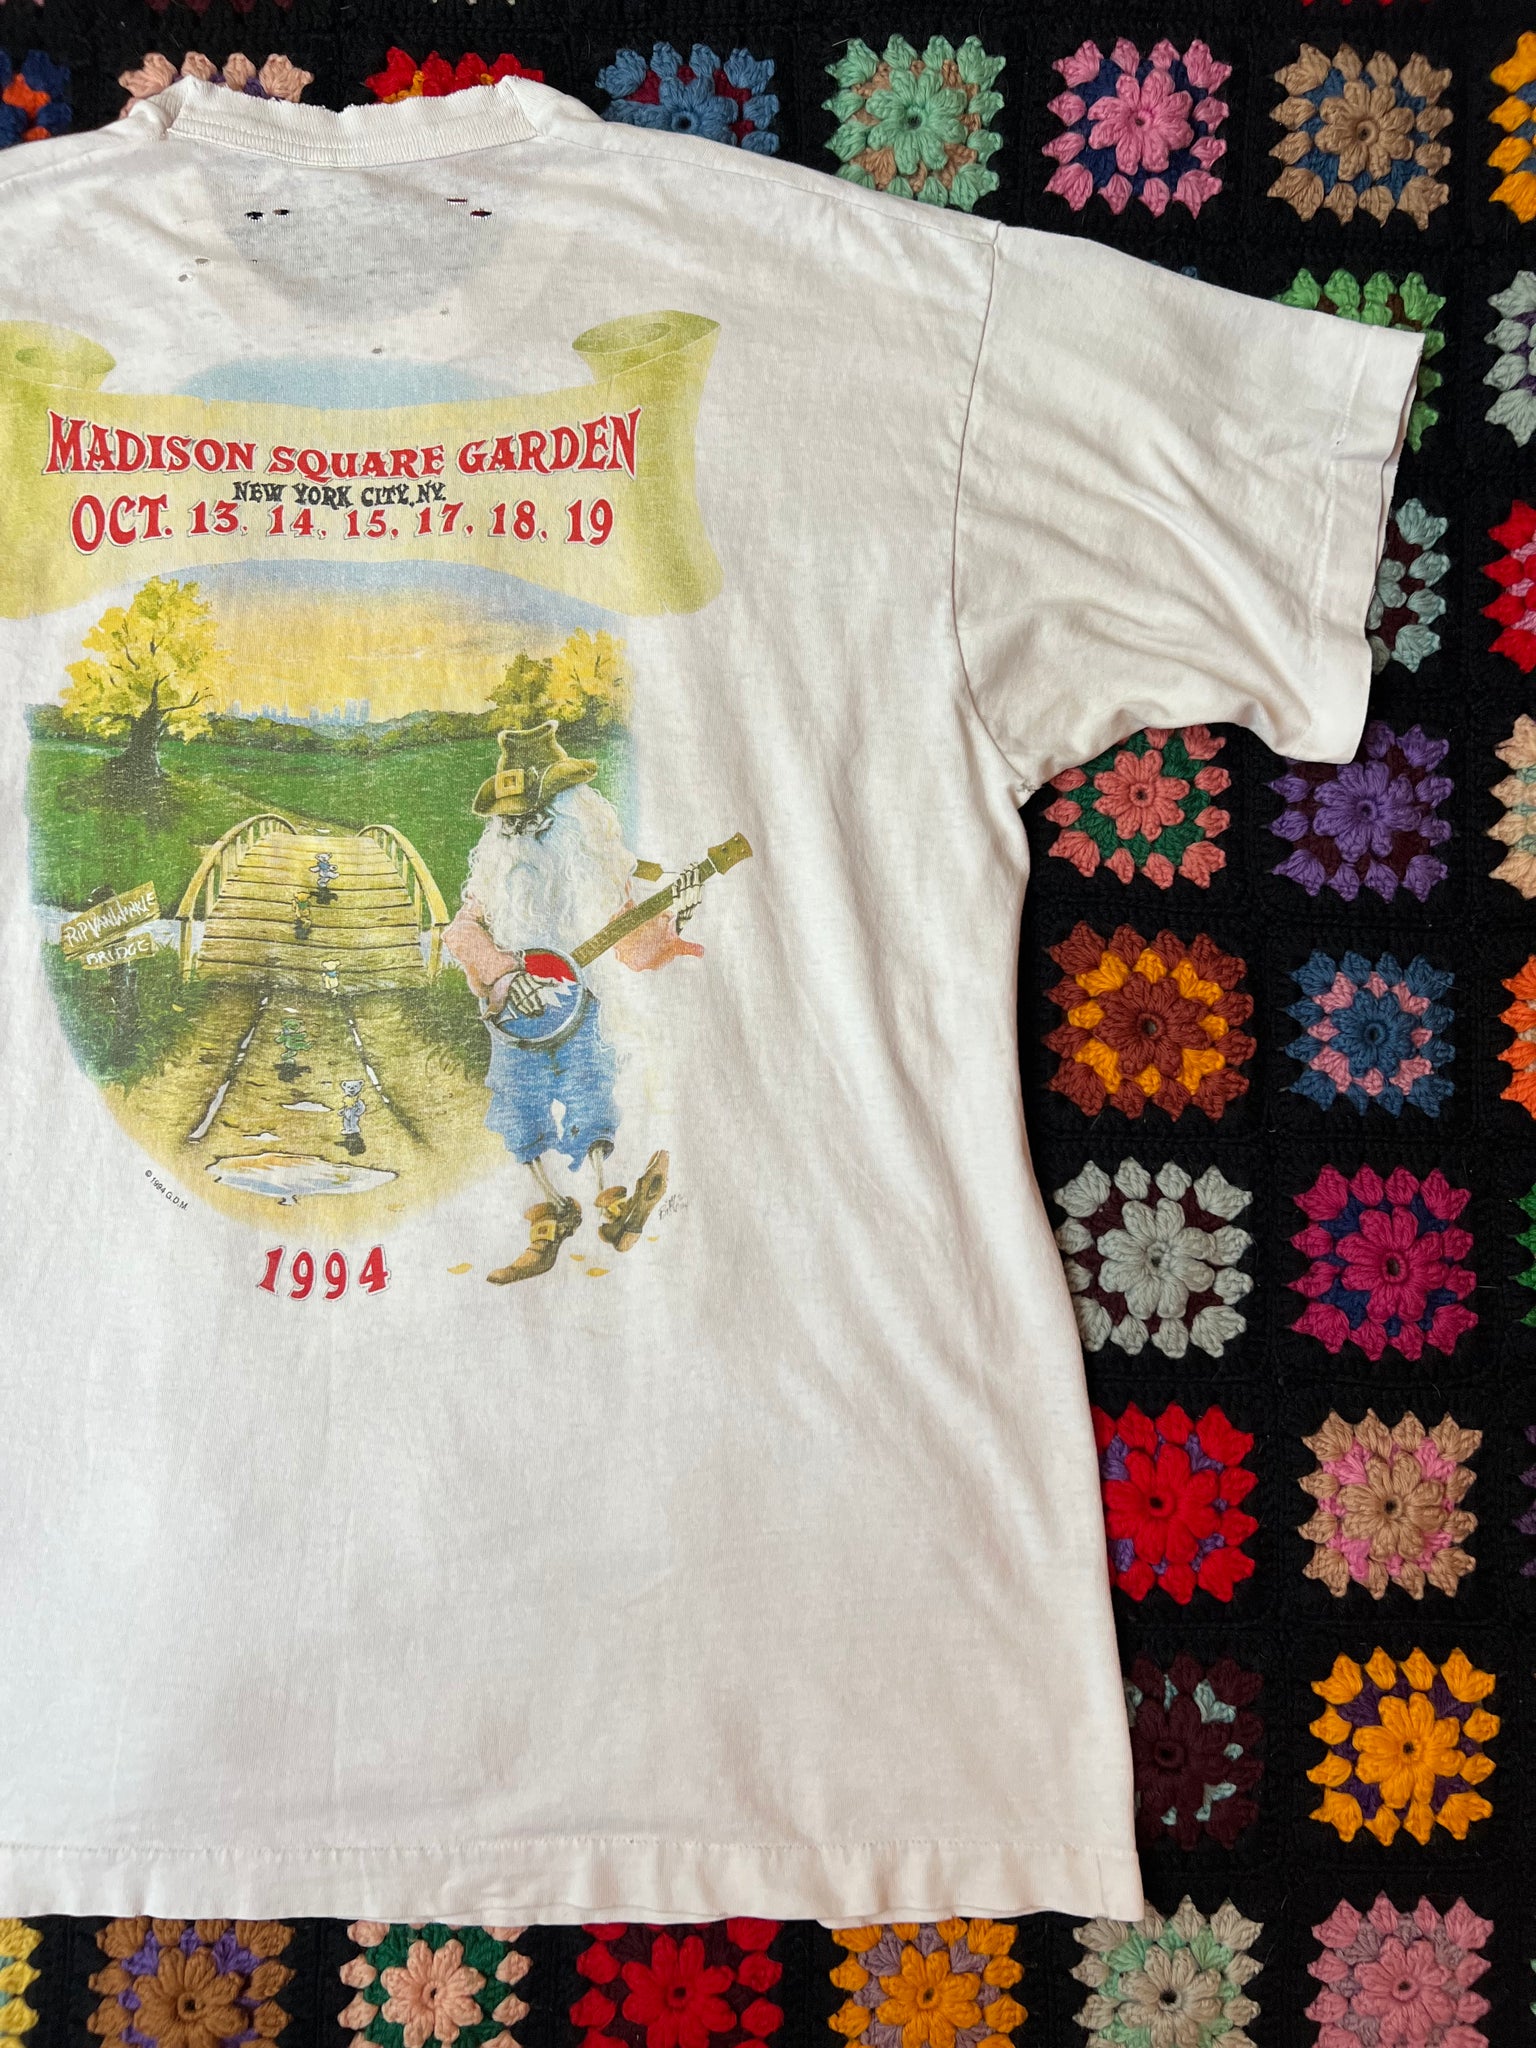 MADISON SQUARE GARDEN
NEW YORK CITY, NY.
OCT. 13, 14, 15, 17, 18, 19
RIP VAN WINKLE
BRIDGE
© 1994 G.D.M.
1994